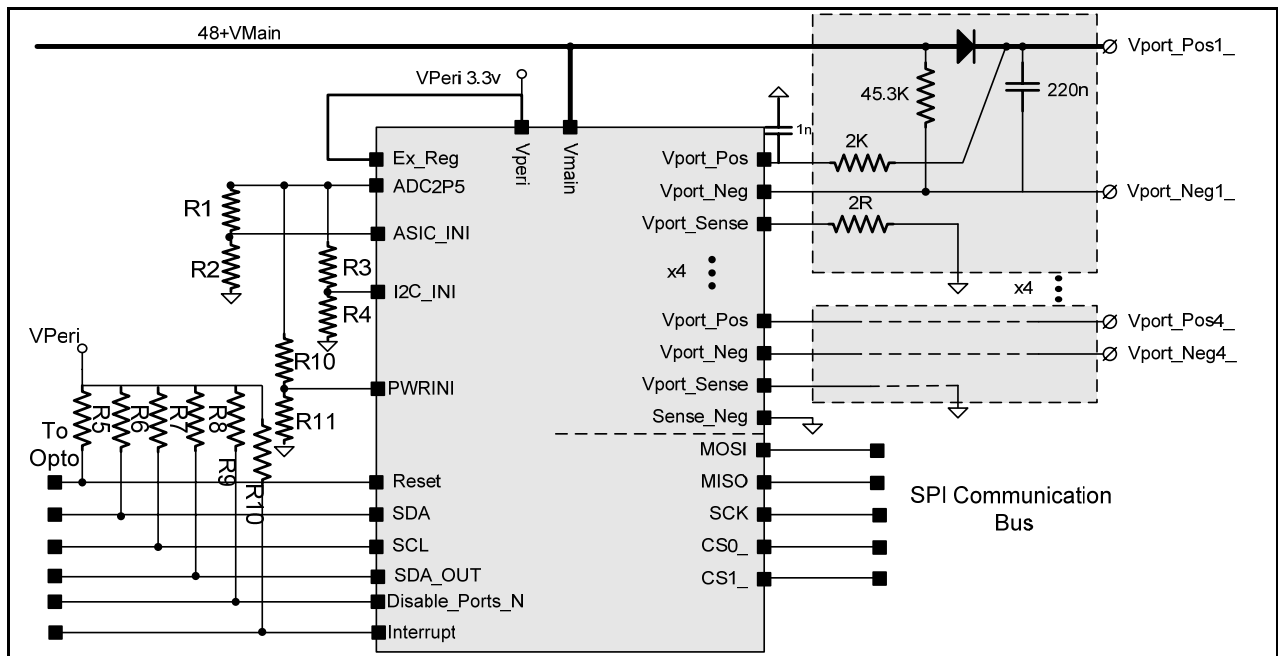 48+VMain
VPeri 3.3v
Vperi
Vmain
Ex_Reg
ADC2P5
ASIC_INI
I2C_INI
PWRINI
Reset
SDA
SCL
SDA_OUT
Disable_Ports_N
Interrupt
R1
R2
R3
R4
R10
R11
VPeri
R5
R6
R7
R8
R9
R10
To
Opto
Vport_Pos
Vport_Neg
Vport_Sense
x4
Vport_Pos
Vport_Neg
Vport_Sense
Sense_Neg
MOSI
MISO
SCK
CS0_
CS1_
1n
45.3K
220n
2K
2R
x4
Vport_Pos1_
Vport_Neg1_
Vport_Pos4_
Vport_Neg4_
SPI Communication
Bus